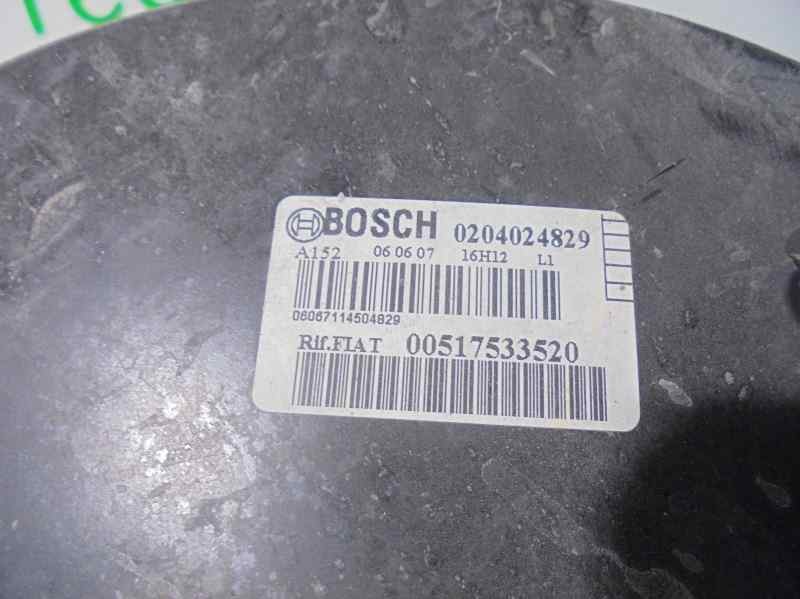 BOSCH 0204024829
A152 06 06 07 16H12 L1
06067114504829
Rif.FIAT 00517533520